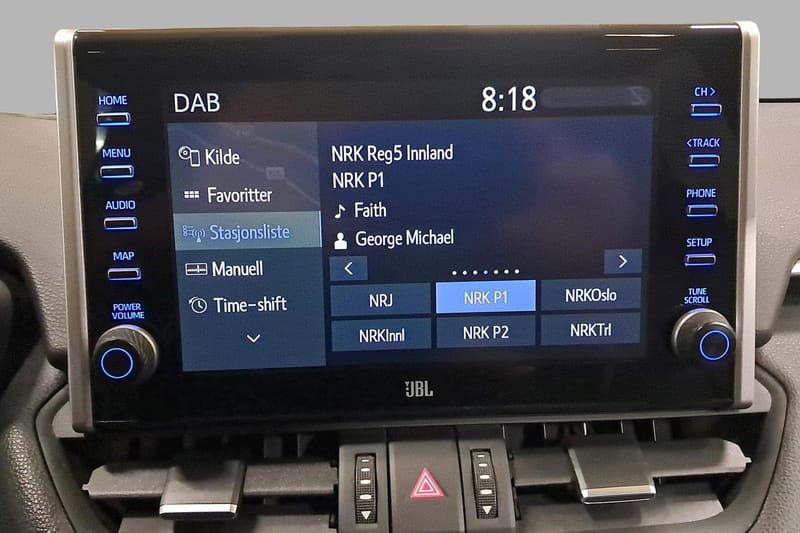 DAB
8:18
HOME
MENU
AUDIO
MAP
POWER
VOLUME
Kilde
Favoritter
Stasjonsliste
Manuell
Time-shift
NRK Reg5 Innland
NRK P1
Faith
George Michael
NRJ
NRK P1
NRKOslo
NRKInnl
NRK P2
NRKTrl
CH >
<TRACK
PHONE
SETUP
TUNE
SCROLL
JBL